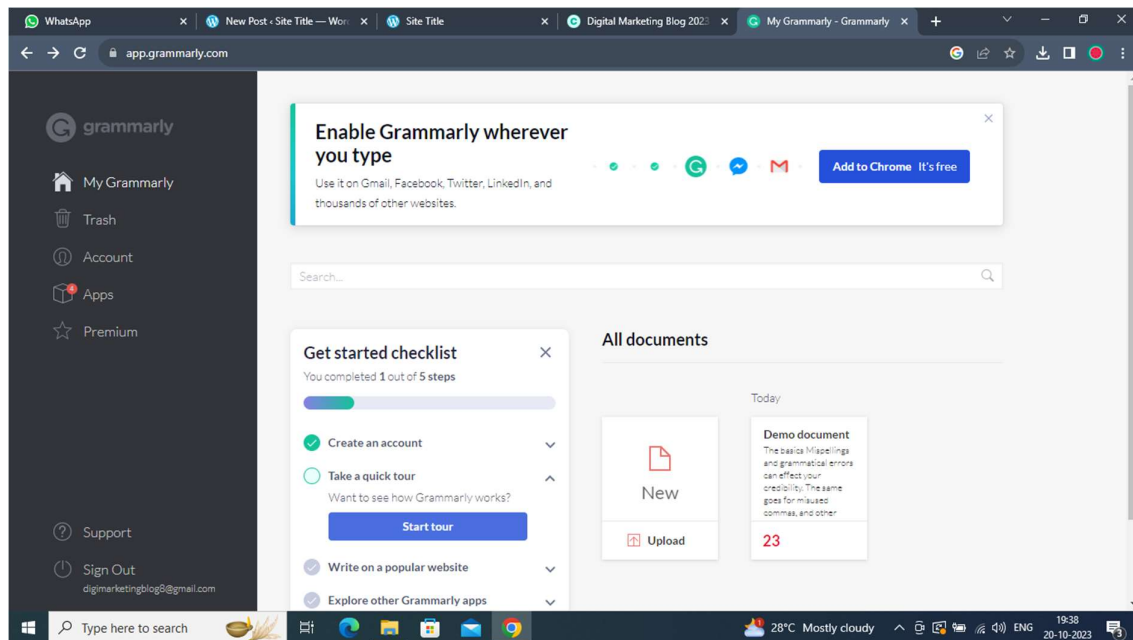 WhatsApp
New Post ‹ Site Title — Wor
Site Title
Digital Marketing Blog 2023
My Grammarly - Grammarly
app.grammarly.com
grammarly
My Grammarly
Trash
Account
4
Apps
Premium
Support
Sign Out
digimarketingblog8@gmail.com
Enable Grammarly wherever
you type
Use it on Gmail, Facebook, Twitter, LinkedIn, and
thousands of other websites.
Add to Chrome It's free
Search...
Get started checklist
You completed 1 out of 5 steps
Create an account
Take a quick tour
Want to see how Grammarly works?
Start tour
Write on a popular website
Explore other Grammarly apps
All documents
Today
New
Upload
Demo document
The basics Mispellings
and grammatical errors
can effect your
credibility. The same
goes for misused
commas, and other
23
Type here to search
28°C Mostly cloudy
ENG
19:38
20-10-2023
3